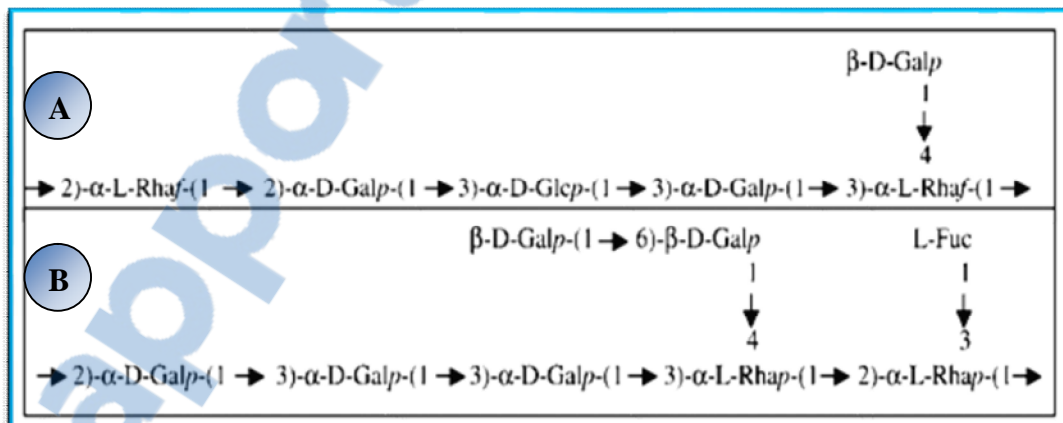 A
β-D-Galp
1
4
2)-α-L-Rhaf-(1 → 2)-α-D-Galp-(1 → 3)-α-D-Glcp-(1 → 3)-α-D-Galp-(1 → 3)-α-L-Rhaf-(1 →
B
β-D-Galp-(1 → 6)-β-D-Galp L-Fuc
1 1
4 3
→ 2)-α-D-Galp-(1 → 3)-α-D-Galp-(1 → 3)-α-D-Galp-(1 → 3)-α-L-Rhap-(1 → 2)-α-L-Rhap-(1 →